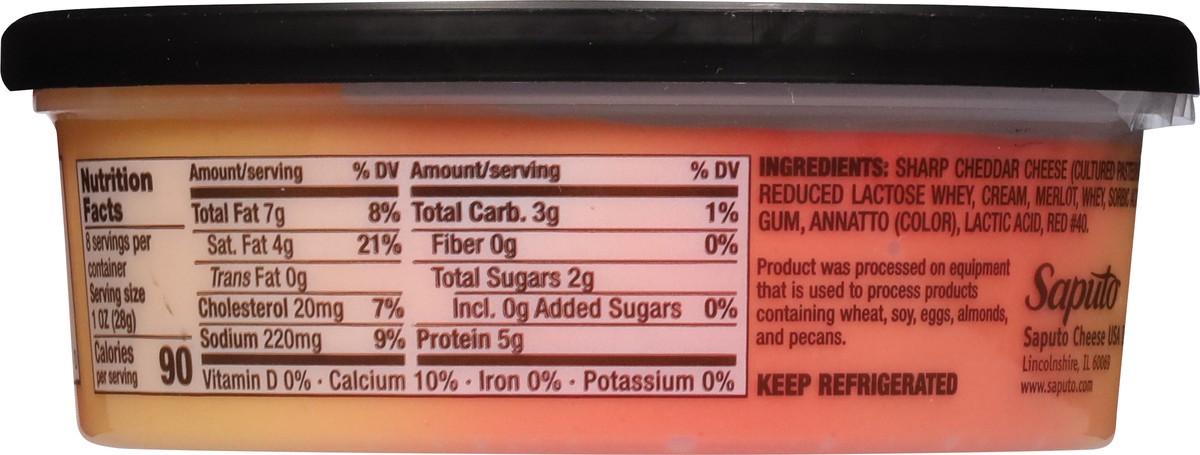 Nutrition
Facts
8 servings per
container
Serving size
1 OZ (28g)
Calories
per serving 90
Amount/serving % DV
Total Fat 7g 8%
Sat. Fat 4g 21%
Trans Fat 0g
Cholesterol 20mg 7%
Sodium 220mg 9%
Amount/serving % DV
Total Carb. 3g 1%
Fiber 0g 0%
Total Sugars 2g
Incl. 0g Added Sugars 0%
Protein 5g
Vitamin D 0% · Calcium 10% · Iron 0% · Potassium 0%
INGREDIENTS: SHARP CHEDDAR CHEESE (CULTURED
REDUCED LACTOSE WHEY, CREAM, MERLOT, WHEY, SORBIC
GUM, ANNATTO (COLOR), LACTIC ACID, RED #40.
Product was processed on equipment
that is used to process products
containing wheat, soy, eggs, almonds,
and pecans.
KEEP REFRIGERATED
Saputo
Saputo Cheese USA
Lincolnshire, IL 60069
www.saputo.com